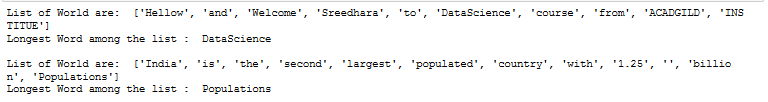 List of World are:  ['Hellow', 'and', 'Welcome', 'Sreedhara', 'to', 'DataScience', 'course', 'from', 'ACADGILD', 'INS
TITUE']
Longest Word among the list :  DataScience
List of World are:  ['India', 'is', 'the', 'second', 'largest', 'populated', 'country', 'with', '1.25', '', 'billio
n', 'Populations']
Longest Word among the list :  Populations